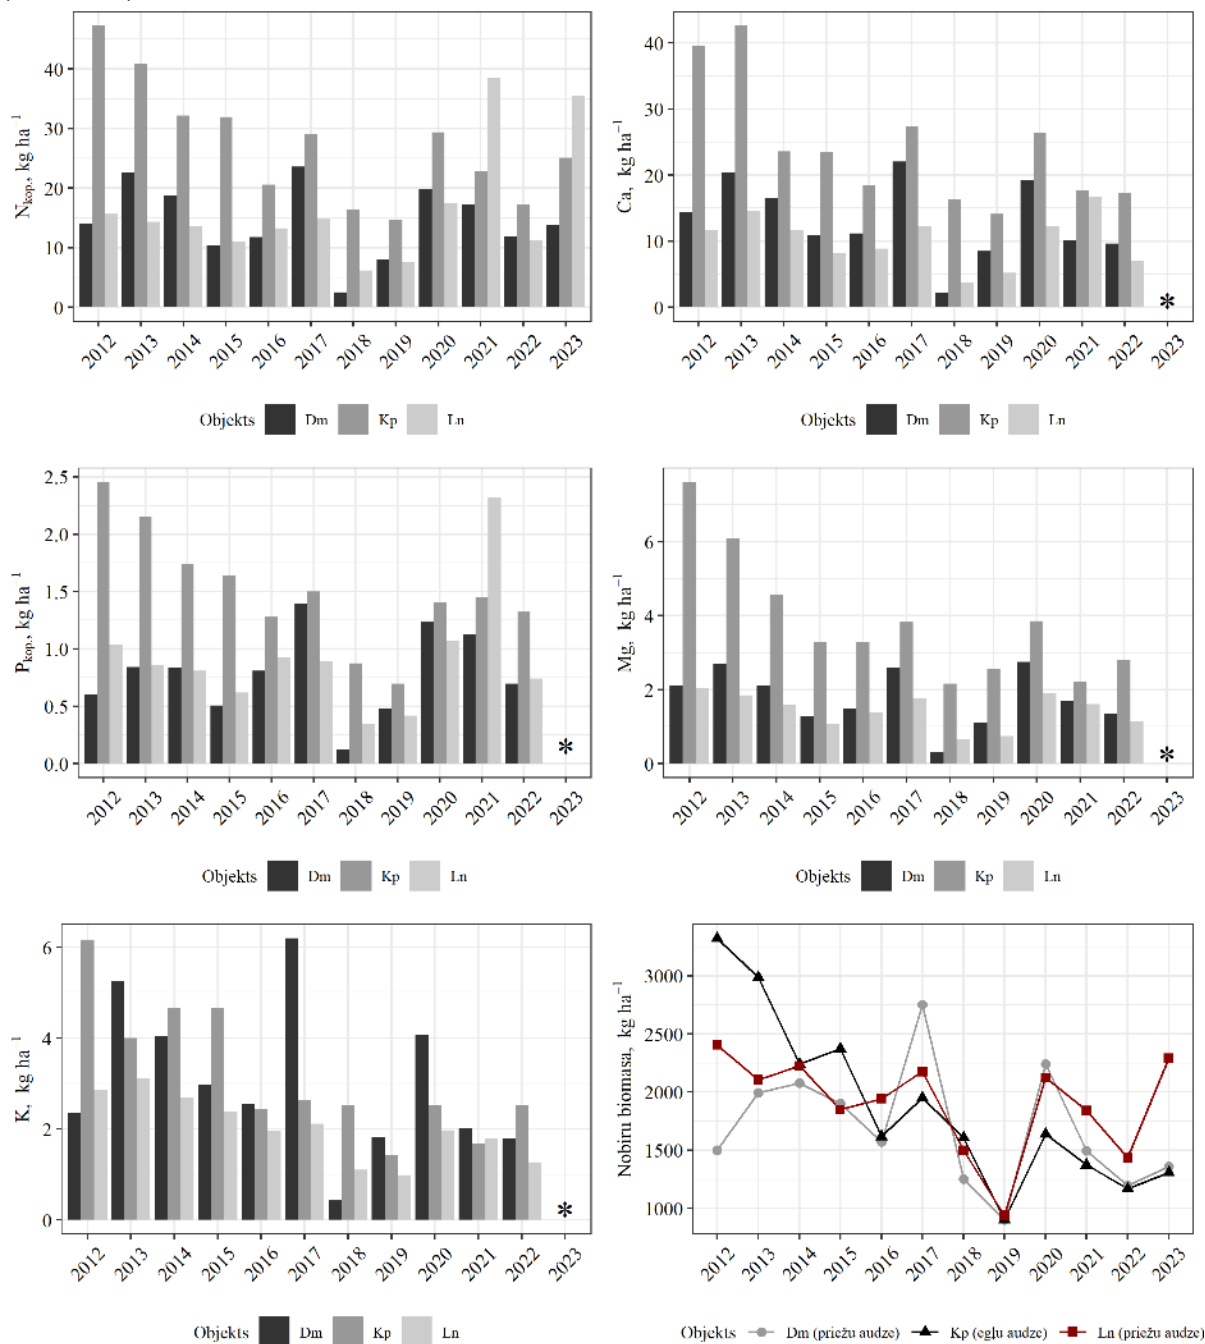 N kop., kg ha⁻¹
40
30
20
10
0
2012 2013 2014 2015 2016 2017 2018 2019 2020 2021 2022 2023
Objekts Dm Kp Ln
Ca, kg ha⁻¹
40
30
20
10
0
*
2012 2013 2014 2015 2016 2017 2018 2019 2020 2021 2022 2023
Objekts Dm Kp Ln
P kop., kg ha⁻¹
2.5
2.0
1.5
1.0
0.5
0.0
*
2012 2013 2014 2015 2016 2017 2018 2019 2020 2021 2022 2023
Objekts Dm Kp Ln
Mg, kg ha⁻¹
6
4
2
0
*
2012 2013 2014 2015 2016 2017 2018 2019 2020 2021 2022 2023
Objekts Dm Kp Ln
K, kg ha⁻¹
6
4
2
0
*
2012 2013 2014 2015 2016 2017 2018 2019 2020 2021 2022 2023
Objekts Dm Kp Ln
Nobiru biomasa, kg ha⁻¹
3000
2500
2000
1500
1000
2012 2013 2014 2015 2016 2017 2018 2019 2020 2021 2022 2023
Objekts Dm (priežu audze) Kp (egļu audze) Ln (priežu audze)